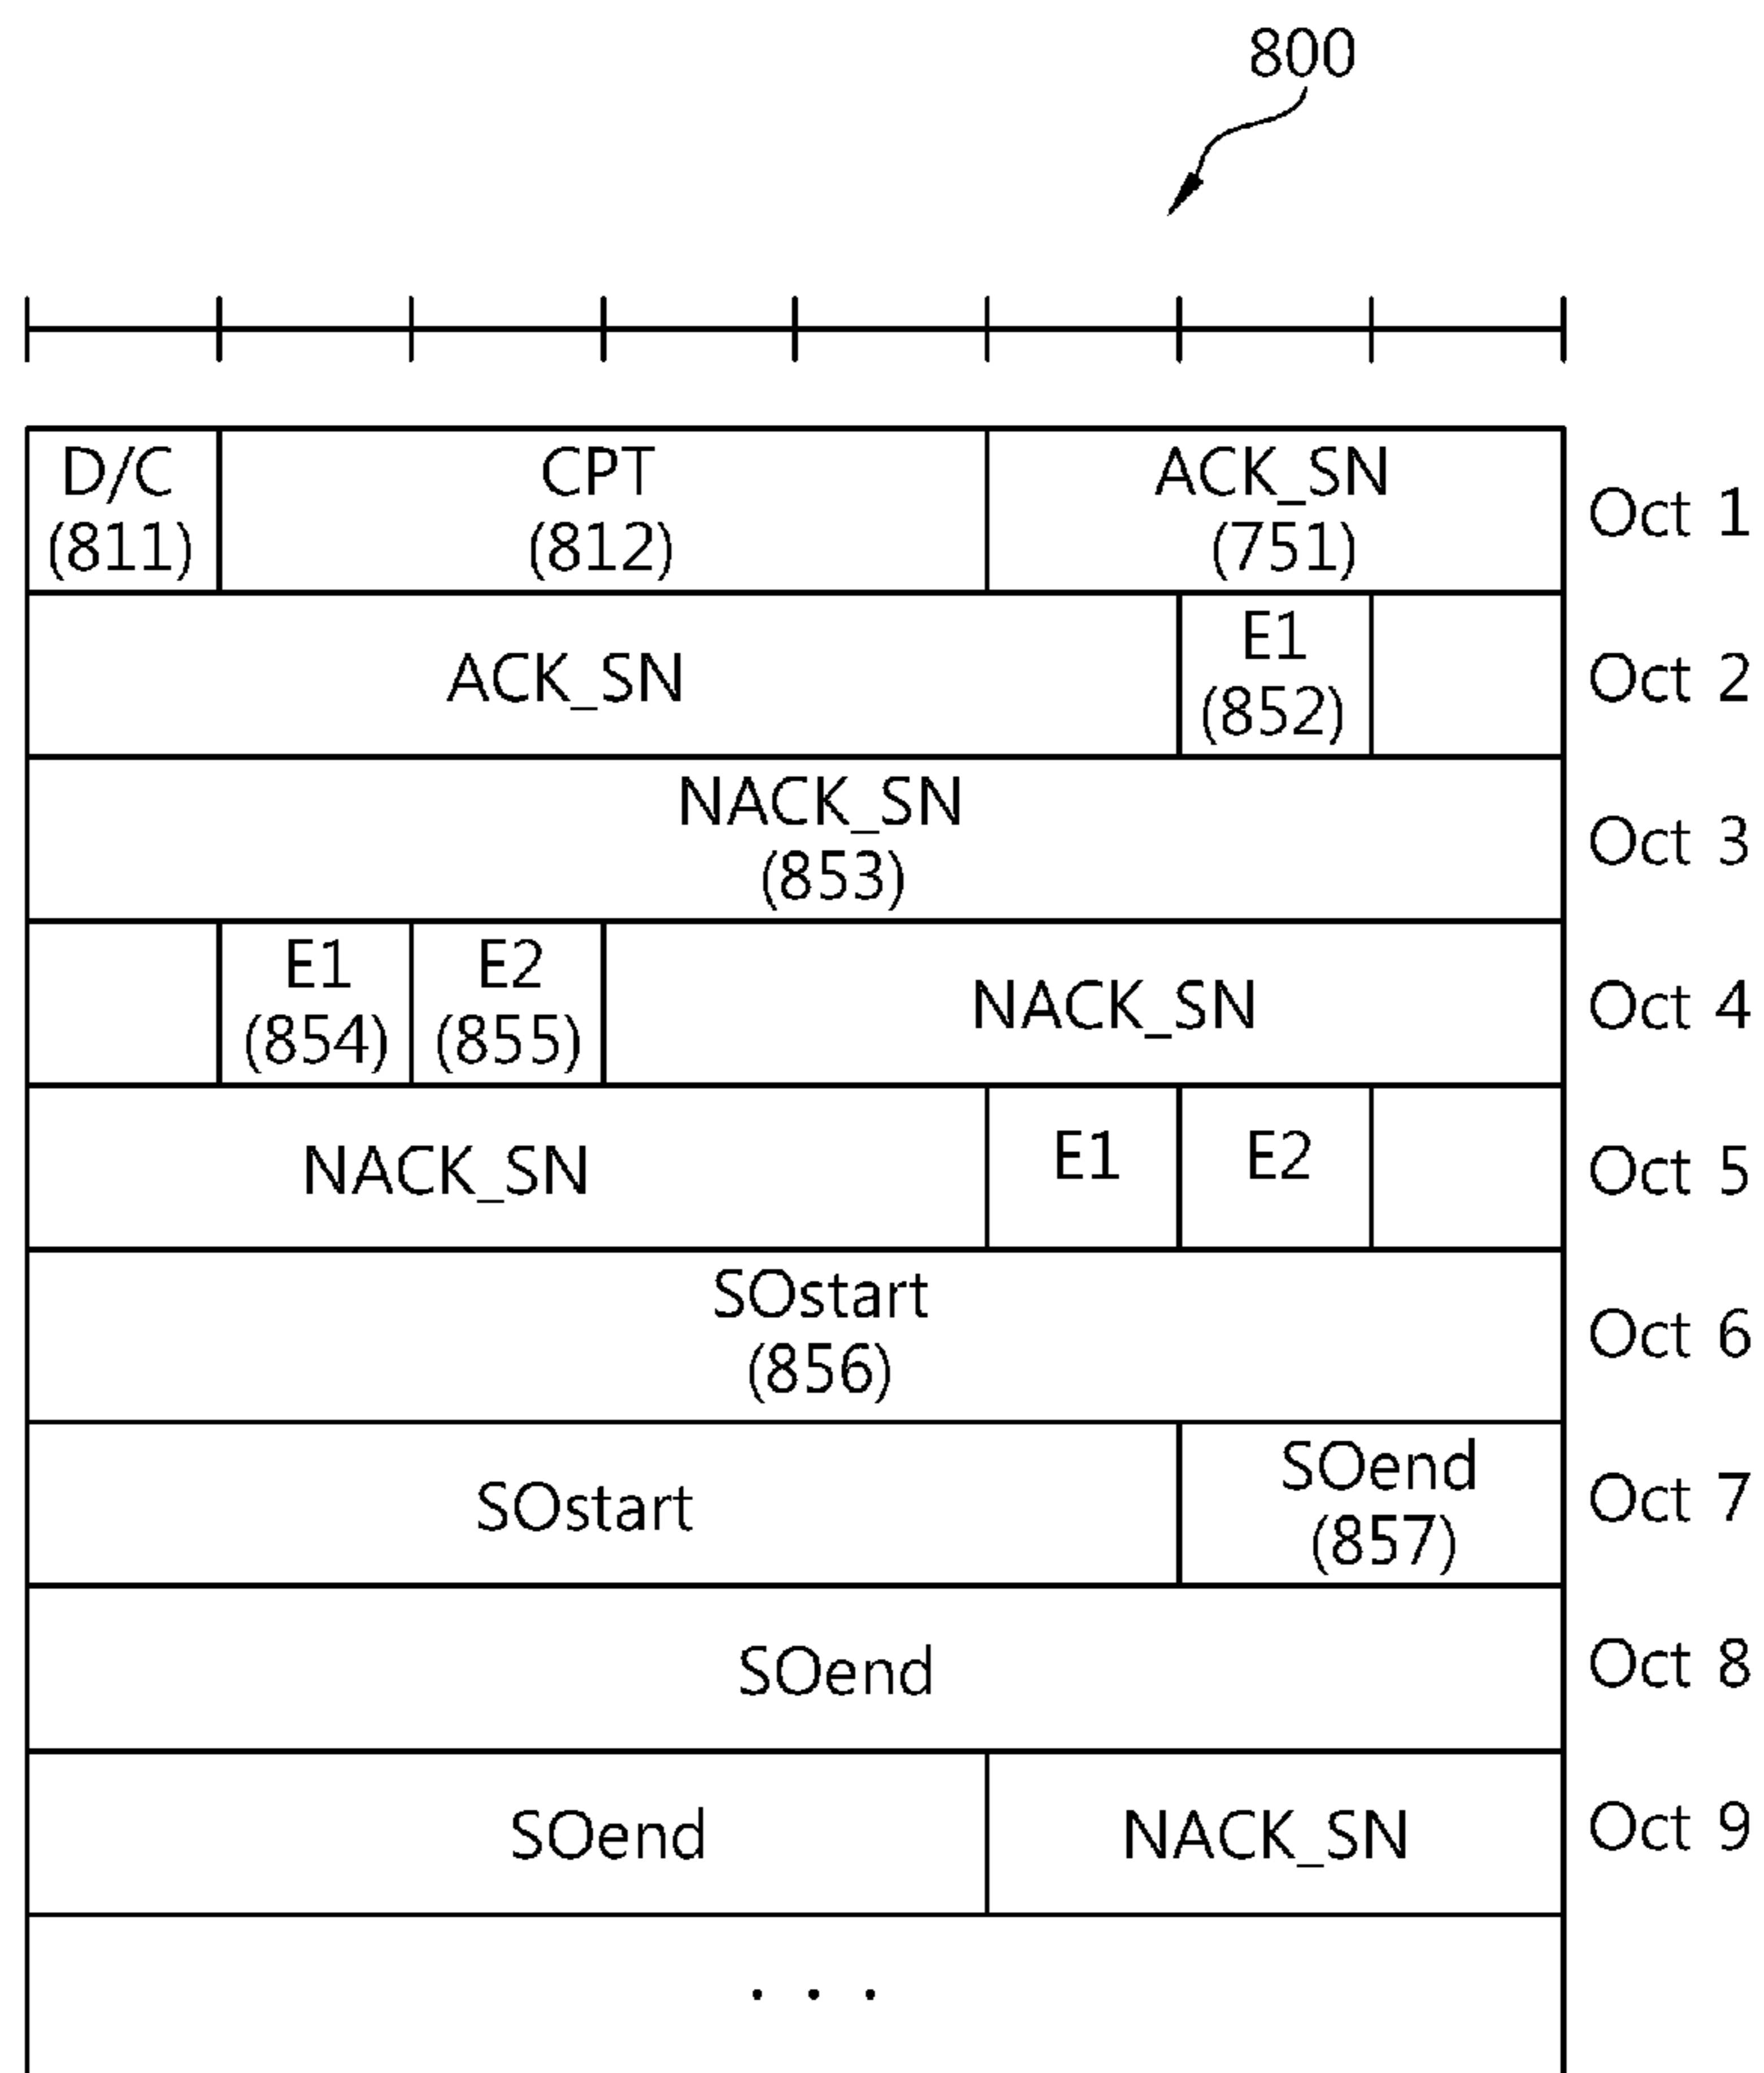 800
D/C
(811)
CPT
(812)
ACK_SN
(751)
Oct 1
ACK_SN
E1
(852)
Oct 2
NACK_SN
(853)
Oct 3
E1
(854)
E2
(855)
NACK_SN
Oct 4
NACK_SN
E1
E2
Oct 5
SOstart
(856)
Oct 6
SOstart
SOend
(857)
Oct 7
SOend
Oct 8
SOend
NACK_SN
Oct 9
. . .